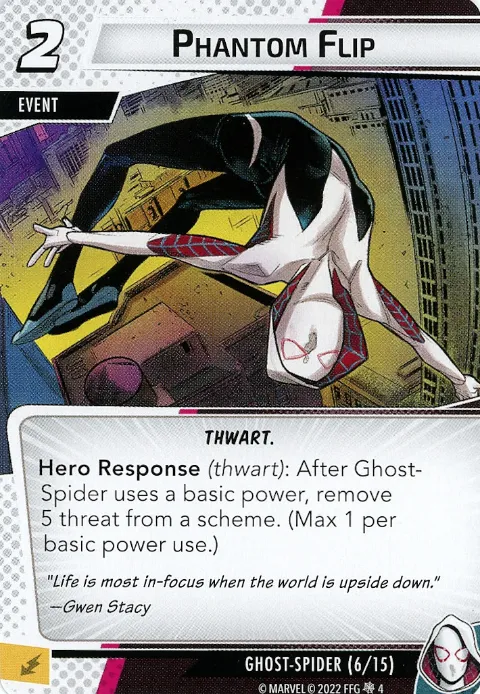 2
PHANTOM FLIP
EVENT
THWART.
Hero Response (thwart): After Ghost-
Spider uses a basic power, remove
5 threat from a scheme. (Max 1 per
basic power use.)
"Life is most in-focus when the world is upside down."
—Gwen Stacy
GHOST-SPIDER (6/15)
© MARVEL © 2022 FFG 4